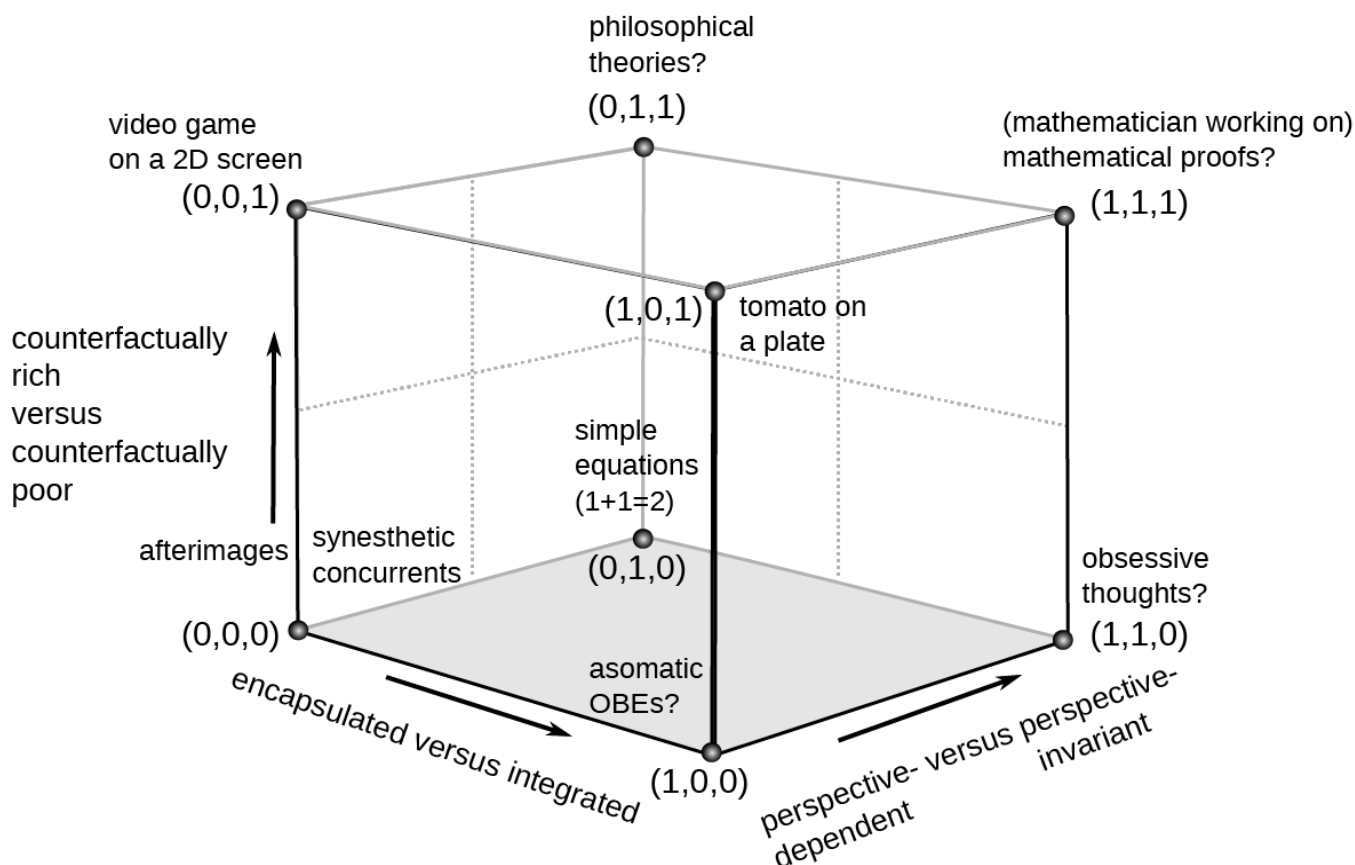 philosophical
theories?
(0,1,1)
video game
on a 2D screen
(0,0,1)
(mathematician working on)
mathematical proofs?
(1,1,1)
(1,0,1)
tomato on
a plate
counterfactually
rich
versus
counterfactually
poor
simple
equations
(1+1=2)
(0,1,0)
afterimages
synesthetic
concurrents
(0,0,0)
obsessive
thoughts?
(1,1,0)
asomatic
OBEs?
(1,0,0)
encapsulated versus integrated
perspective- versus perspective-
dependent invariant